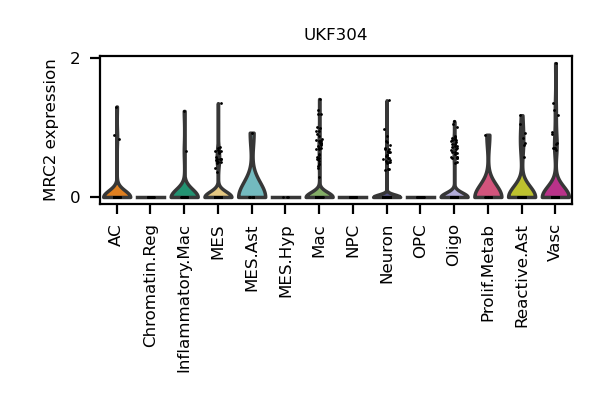 UKF304
MRC2 expression
2
0
AC
Chromatin.Reg
Inflammatory.Mac
MES
MES.Ast
MES.Hyp
Mac
NPC
Neuron
OPC
Oligo
Prolif.Metab
Reactive.Ast
Vasc